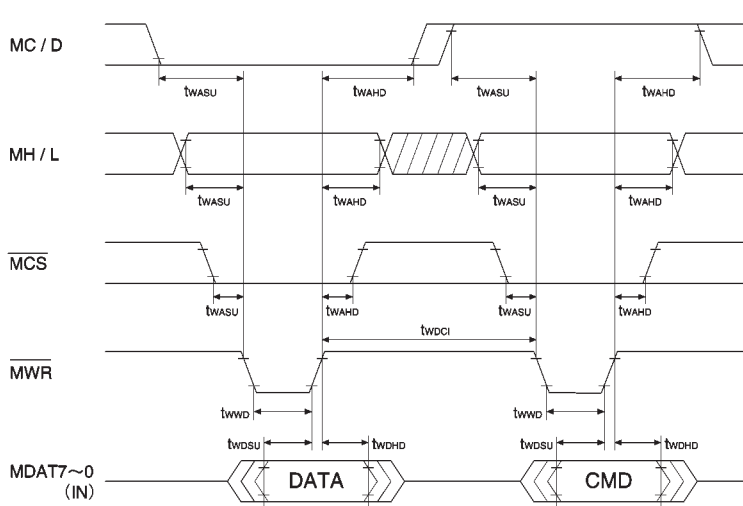 MC / D
tWASU tWAHD tWASU tWAHD
MH / L
tWASU tWAHD tWASU tWAHD
MCS
tWASU tWAHD tWASU tWAHD
tWDCI
MWR
tWWD tWWD
tWDSU tWDHD tWDSU tWDHD
MDAT7～0 DATA CMD
(IN)